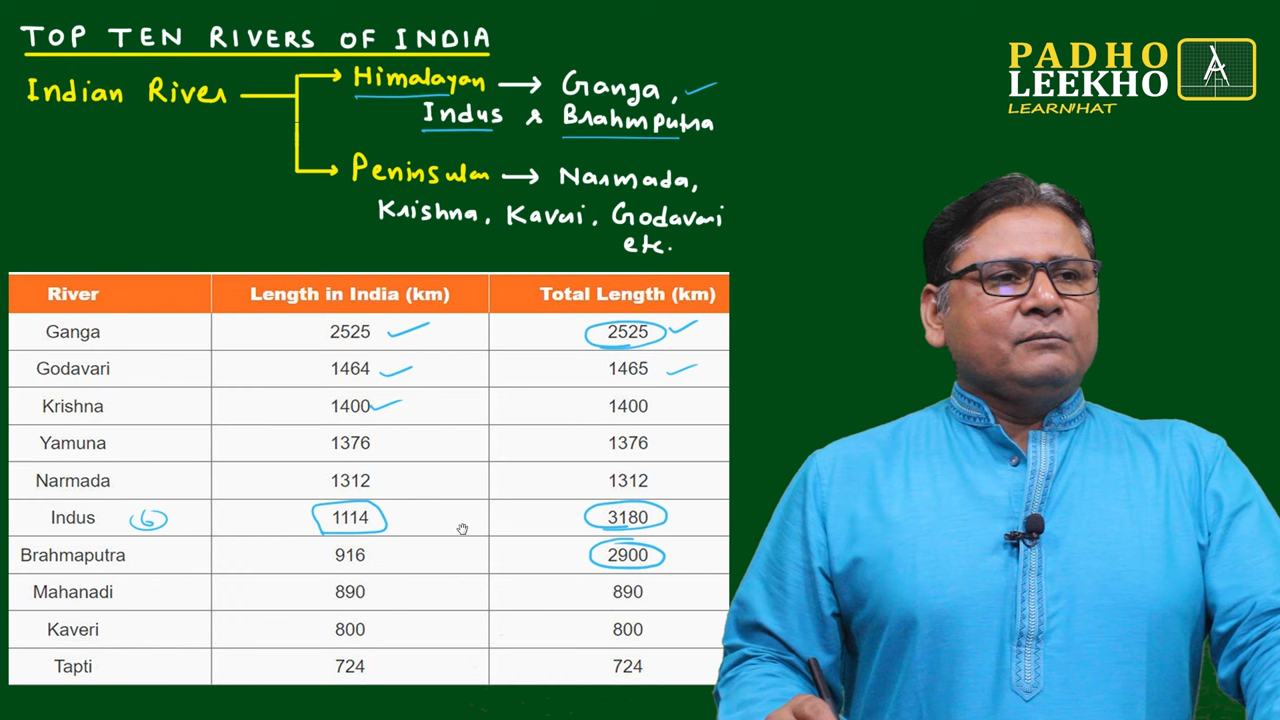 TOP TEN RIVERS OF INDIA
Indian River
Himalayan → Ganga,
Indus & Brahmputra
Peninsular → Narmada,
Krishna, Kaveri, Godavari
etc.
PADHO
LEEKHO
LEARN'HAT
River Length in India (km) Total Length (km)
Ganga 2525 2525
Godavari 1464 1465
Krishna 1400 1400
Yamuna 1376 1376
Narmada 1312 1312
Indus 6 1114 3180
Brahmaputra 916 2900
Mahanadi 890 890
Kaveri 800 800
Tapti 724 724